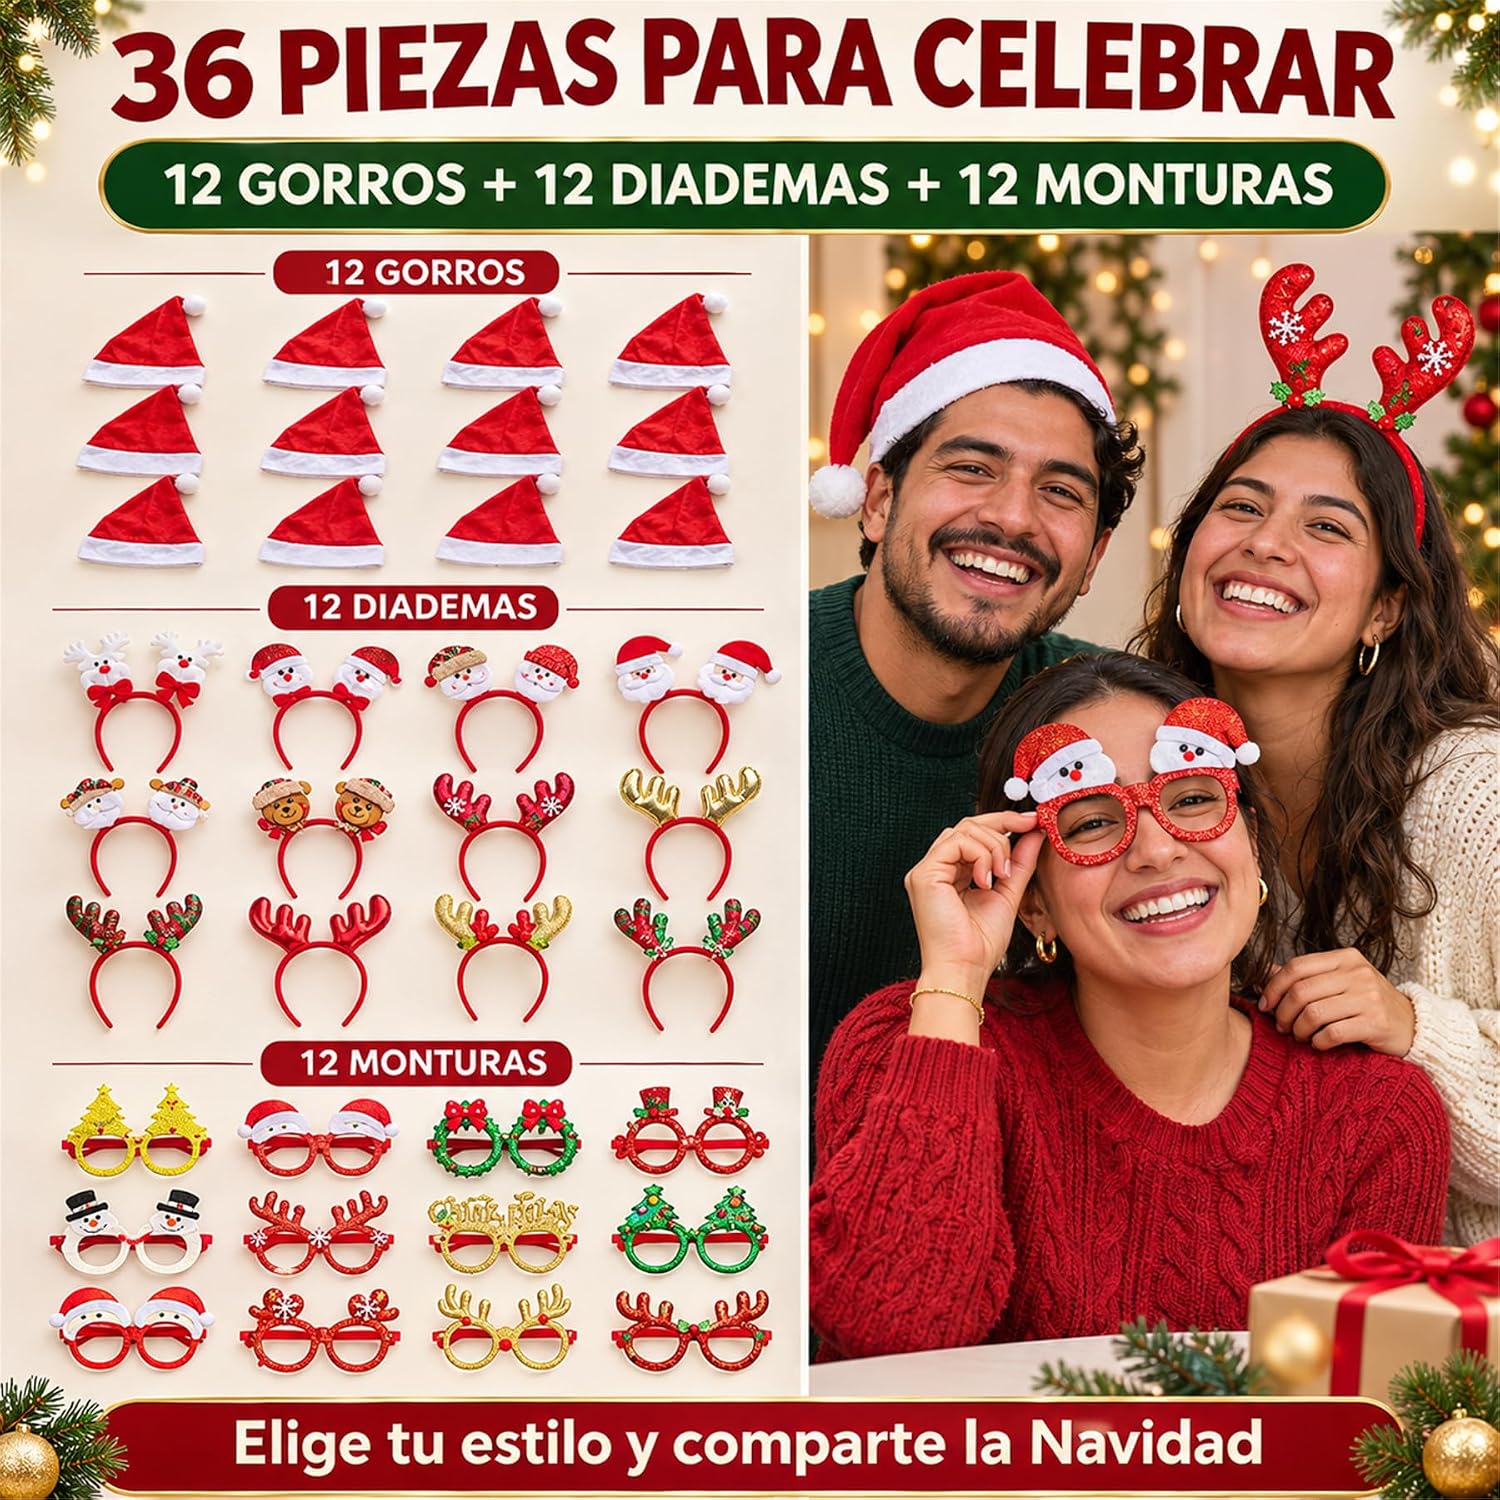 36 PIEZAS PARA CELEBRAR
12 GORROS + 12 DIADEMAS + 12 MONTURAS
12 GORROS
12 DIADEMAS
12 MONTURAS
Elige tu estilo y comparte la Navidad